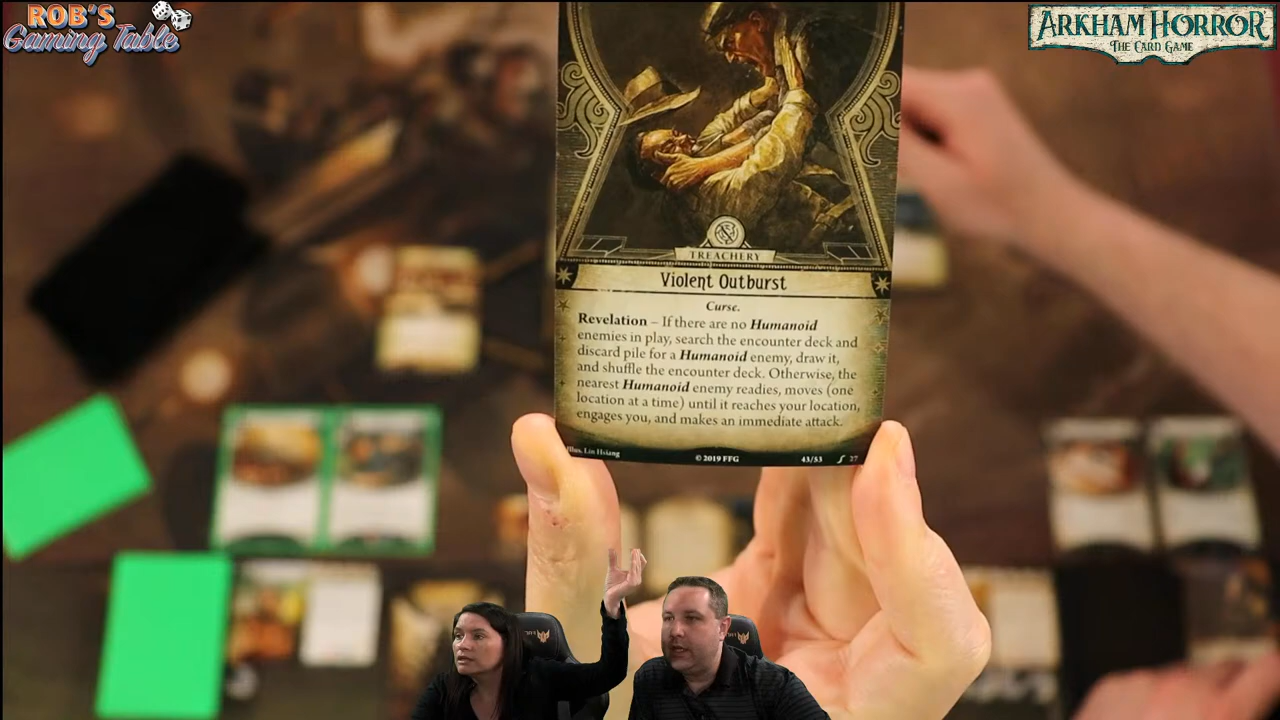 ROB'S
Gaming Table
ARKHAM HORROR
THE CARD GAME
TREACHERY
Violent Outburst
Curse.
Revelation – If there are no Humanoid
enemies in play, search the encounter deck and
discard pile for a Humanoid enemy, draw it,
and shuffle the encounter deck. Otherwise, the
nearest Humanoid enemy readies, moves (one
location at a time) until it reaches your location,
engages you, and makes an immediate attack.
Illus. Lin Hsiang
© 2019 FFG
43/53
27